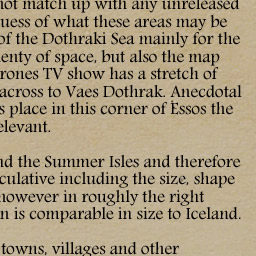 not match up with any unreleased
uess of what these areas may be
of the Dothraki Sea mainly for the
lenty of space, but also the map
rones TV show has a stretch of
across to Vaes Dothrak. Anecdotal
s place in this corner of Essos the
elevant.
nd the Summer Isles and therefore
culative including the size, shape
however in roughly the right
n is comparable in size to Iceland.
towns, villages and other